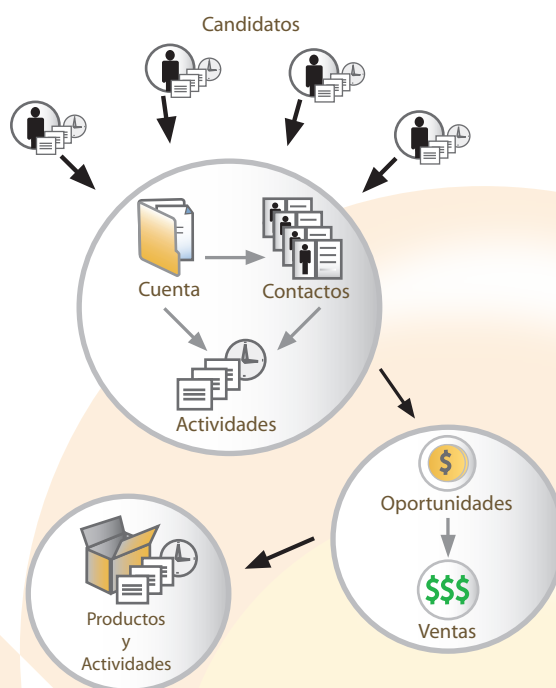 Candidatos
Cuenta
Contactos
Actividades
$
Oportunidades
$$$
Ventas
Productos
y
Actividades